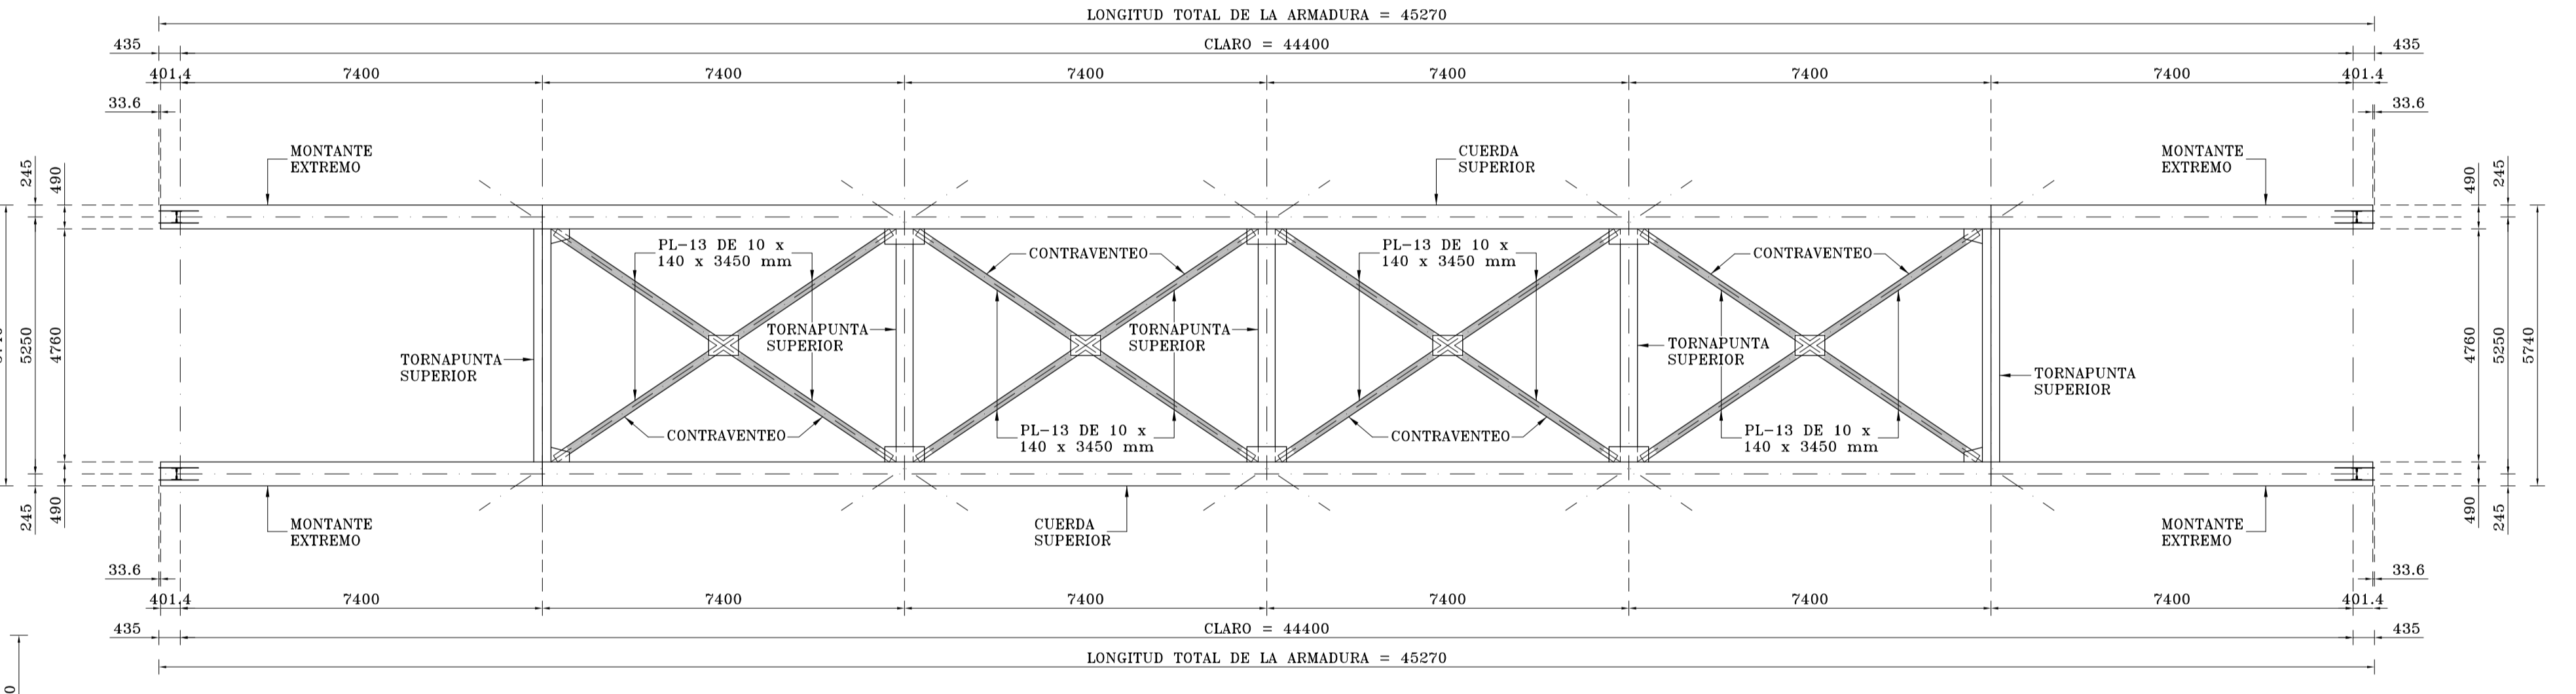 LONGITUD TOTAL DE LA ARMADURA = 45270
435 CLARO = 44400 435
401.4 7400 7400 7400 7400 7400 7400 401.4
33.6 33.6
MONTANTE
EXTREMO
CUERDA
SUPERIOR
MONTANTE
EXTREMO
245 490 490 245
PL-13 DE 10 x
140 x 3450 mm
CONTRAVENTEO
PL-13 DE 10 x
140 x 3450 mm
CONTRAVENTEO
5250 4760
TORNAPUNTA
SUPERIOR
TORNAPUNTA
SUPERIOR
TORNAPUNTA
SUPERIOR
TORNAPUNTA
SUPERIOR
TORNAPUNTA
SUPERIOR
4760 5250 5740
CONTRAVENTEO
PL-13 DE 10 x
140 x 3450 mm
CONTRAVENTEO
PL-13 DE 10 x
140 x 3450 mm
245 490 490 245
MONTANTE
EXTREMO
CUERDA
SUPERIOR
MONTANTE
EXTREMO
33.6 33.6
401.4 7400 7400 7400 7400 7400 7400 401.4
435 CLARO = 44400 435
LONGITUD TOTAL DE LA ARMADURA = 45270
0